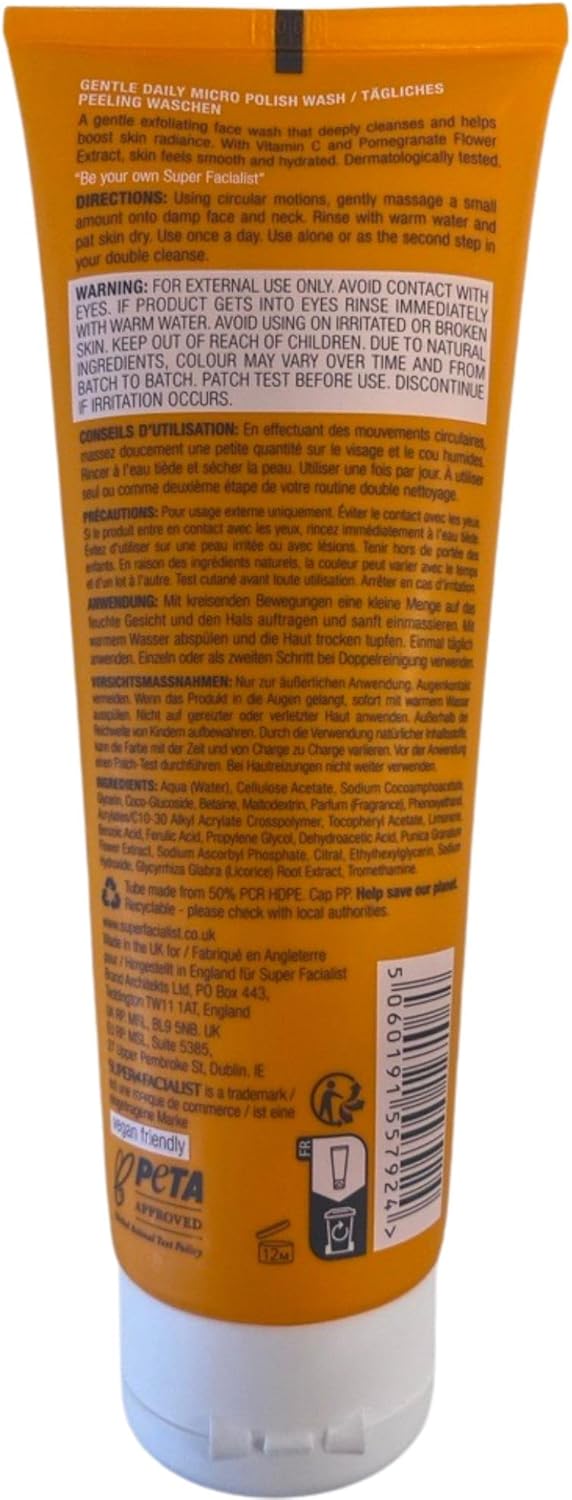 GENTLE DAILY MICRO POLISH WASH / TÄGLICHES
PEELING WASCHEN
A gentle exfoliating face wash that deeply cleanses and helps
boost skin radiance. With Vitamin C and Pomegranate Flower
Extract, skin feels smooth and hydrated. Dermatologically tested.
"Be your own Super Facialist"
DIRECTIONS: Using circular motions, gently massage a small
amount onto damp face and neck. Rinse with warm water and
pat skin dry. Use once a day. Use alone or as the second step in
your double cleanse.
WARNING: FOR EXTERNAL USE ONLY. AVOID CONTACT WITH
EYES. IF PRODUCT GETS INTO EYES RINSE IMMEDIATELY
WITH WARM WATER. AVOID USING ON IRRITATED OR BROKEN
SKIN. KEEP OUT OF REACH OF CHILDREN. DUE TO NATURAL
INGREDIENTS, COLOUR MAY VARY OVER TIME AND FROM
BATCH TO BATCH. PATCH TEST BEFORE USE. DISCONTINUE
IF IRRITATION OCCURS.
CONSEILS D'UTILISATION: En effectuant des mouvements circulaires,
massez doucement une petite quantité sur le visage et le cou humides.
Rincer à l'eau tiède et sécher la peau. Utiliser une fois par jour. À utiliser
seul ou comme deuxième étape de votre routine double nettoyage.
PRÉCAUTIONS: Pour usage externe uniquement. Éviter le contact avec les yeux.
Si le produit entre en contact avec les yeux, rincez immédiatement à l'eau tiède.
Évitez d'utiliser sur une peau irritée ou avec lésions. Tenir hors de portée des
enfants. En raison des ingrédients naturels, la couleur peut varier avec le temps
et d'un lot à l'autre. Test cutané avant toute utilisation. Arrêter en cas d'irritation.
ANWENDUNG: Mit kreisenden Bewegungen eine kleine Menge auf das
feuchte Gesicht und den Hals auftragen und sanft einmassieren. Mit
warmem Wasser abspülen und die Haut trocken tupfen. Einmal täglich
anwenden. Einzeln oder als zweiten Schritt bei Doppelreinigung verwenden.
VORSICHTSMASSNAHMEN: Nur zur äußerlichen Anwendung. Augenkontakt
vermeiden. Wenn das Produkt in die Augen gelangt, sofort mit warmem Wasser
ausspülen. Nicht auf gereizter oder verletzter Haut anwenden. Außerhalb der
Reichweite von Kindern aufbewahren. Durch die Verwendung natürlicher Inhaltsstoffe,
kann die Farbe mit der Zeit und von Charge zu Charge variieren. Vor der Anwendung
einen Patch-Test durchführen. Bei Hautreizungen nicht weiter verwenden.
INGREDIENTS: Aqua (Water), Cellulose Acetate, Sodium Cocoamphoacetate,
Glycerin, Coco-Glucoside, Betaine, Maltodextrin, Parfum (Fragrance), Phenoxyethanol,
Acrylates/C10-30 Alkyl Acrylate Crosspolymer, Tocopheryl Acetate, Limonene,
Benzoic Acid, Ferulic Acid, Propylene Glycol, Dehydroacetic Acid, Punica Granatum
Flower Extract, Sodium Ascorbyl Phosphate, Citral, Ethylhexylglycerin, Sodium
Hydroxide, Glycyrrhiza Glabra (Licorice) Root Extract, Tromethamine.
Tube made from 50% PCR HDPE. Cap PP. Help save our planet.
Recyclable - please check with local authorities.
www.superfacialist.co.uk
Made in the UK for / Fabriqué en Angleterre
pour / Hergestellt in England für Super Facialist
Brand Architekts Ltd, PO Box 443,
Teddington TW11 1AT, England
UK RP MFL, BL9 5NB. UK
EU RP MSL, Suite 5385,
27 Upper Pembroke St, Dublin, IE
SUPER FACIALIST is a trademark /
est une marque de commerce / ist eine
eingetragene Marke
vegan friendly
PETA
APPROVED
Global Animal Test Policy
12M
FR
5 060191 557924 >